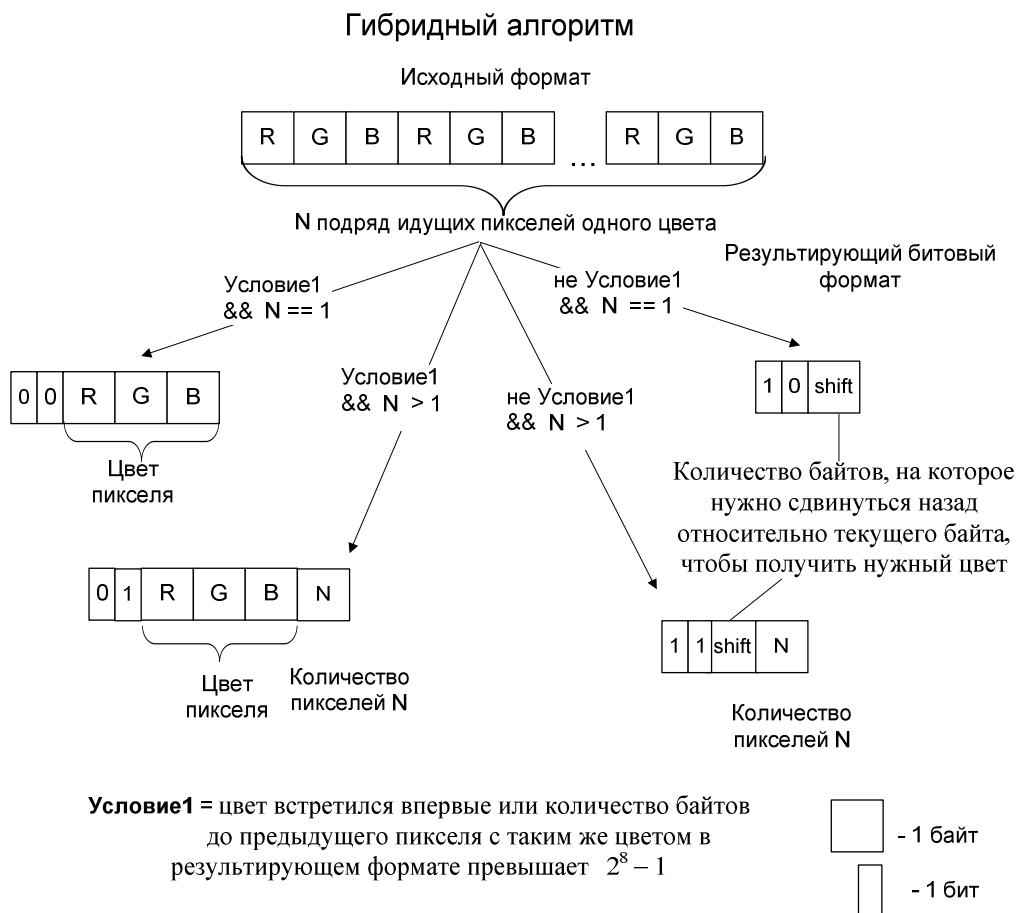 Гибридный алгоритм
Исходный формат
R G B R G B ... R G B
N подряд идущих пикселей одного цвета
Результирующий битовый
формат
Условие1
&& N == 1
не Условие1
&& N == 1
Условие1
&& N > 1
не Условие1
&& N > 1
0 0 R G B
Цвет
пикселя
1 0 shift
Количество байтов, на которое
нужно сдвинуться назад
относительно текущего байта,
чтобы получить нужный цвет
0 1 R G B N
Цвет
пикселя
Количество
пикселей N
1 1 shift N
Количество
пикселей N
Условие1 = цвет встретился впервые или количество байтов
до предыдущего пикселя с таким же цветом в
результирующем формате превышает 2⁸ – 1
- 1 байт
- 1 бит